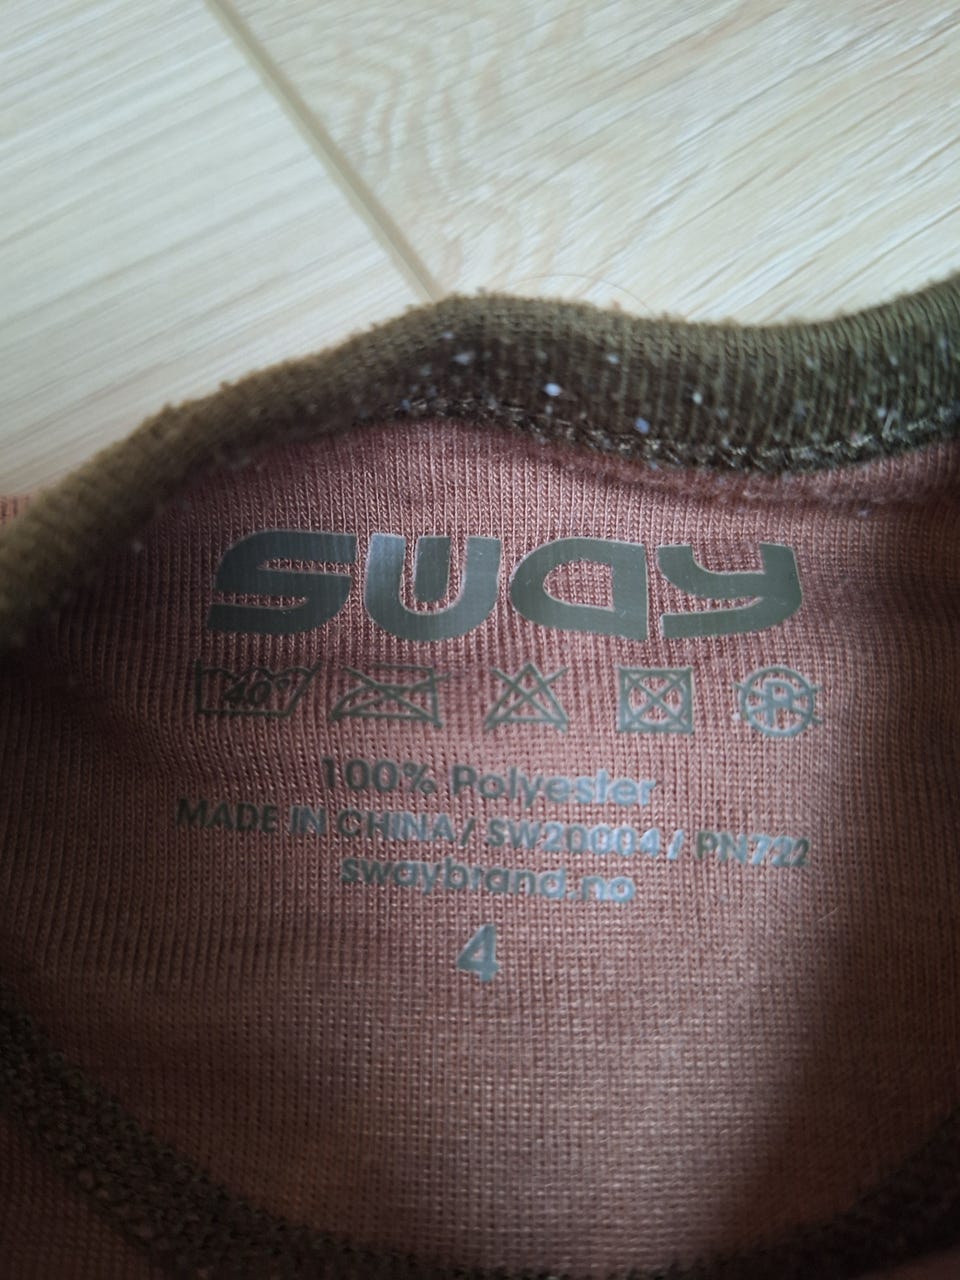 sway
40
P
100% Polyester
MADE IN CHINA / SW20004 / PN722
swaybrand.no
4